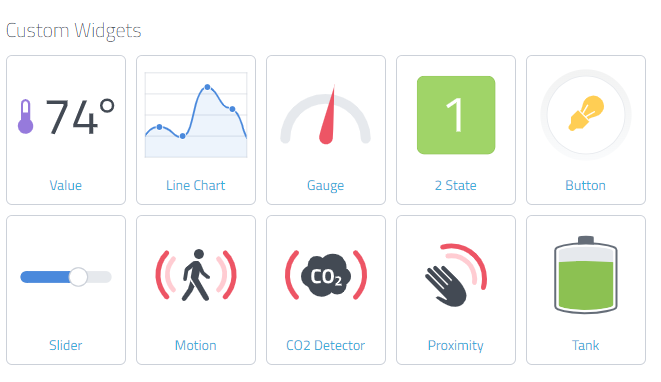 Custom Widgets
74°
1
Value
Line Chart
Gauge
2 State
Button
CO2
Slider
Motion
CO2 Detector
Proximity
Tank